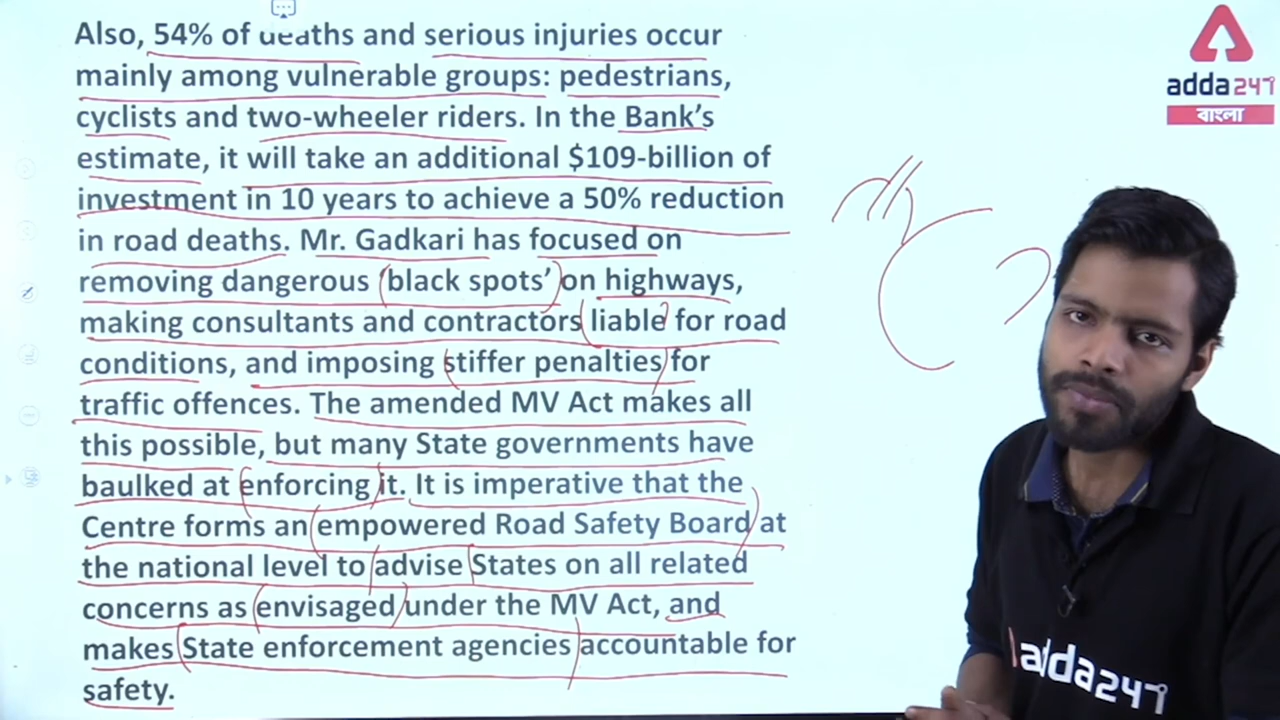 Also, 54% of deaths and serious injuries occur
mainly among vulnerable groups: pedestrians,
cyclists and two-wheeler riders. In the Bank's
estimate, it will take an additional $109-billion of
investment in 10 years to achieve a 50% reduction
in road deaths. Mr. Gadkari has focused on
removing dangerous 'black spots' on highways,
making consultants and contractors liable for road
conditions, and imposing stiffer penalties for
traffic offences. The amended MV Act makes all
this possible, but many State governments have
baulked at enforcing it. It is imperative that the
Centre forms an empowered Road Safety Board at
the national level to advise States on all related
concerns as envisaged under the MV Act, and
makes State enforcement agencies accountable for
safety.
adda247
বাংলা
adda247